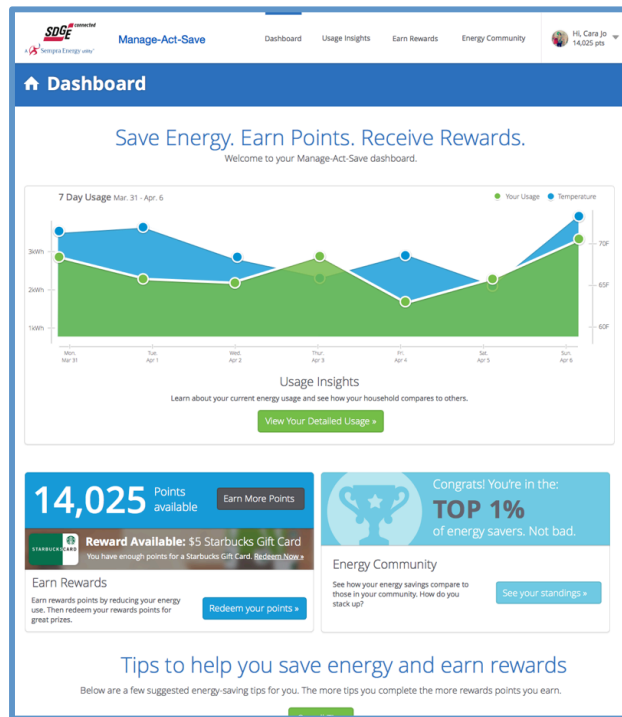 SDGE connected
A Sempra Energy utility
Manage-Act-Save
Dashboard
Usage Insights
Earn Rewards
Energy Community
Hi, Cara Jo
14,025 pts
Dashboard
Save Energy. Earn Points. Receive Rewards.
Welcome to your Manage-Act-Save dashboard.
7 Day Usage Mar. 31 - Apr. 6
Your Usage
Temperature
3kWh
2kWh
1kWh
70F
65F
60F
Mon,
Mar 31
Tue,
Apr 1
Wed,
Apr 2
Thur,
Apr 3
Fri,
Apr 4
Sat,
Apr 5
Sun,
Apr 6
Usage Insights
Learn about your current energy usage and see how your household compares to others.
View Your Detailed Usage »
14,025
Points
available
Earn More Points
STARBUCKS CARD
Reward Available: $5 Starbucks Gift Card
You have enough points for a Starbucks Gift Card. Redeem Now »
Earn Rewards
Earn rewards points by reducing your energy
use. Then redeem your rewards points for
great prizes.
Redeem your points »
Congrats! You're in the:
TOP 1%
of energy savers. Not bad.
Energy Community
See how your energy savings compare to
those in your community. How do you
stack up?
See your standings »
Tips to help you save energy and earn rewards
Below are a few suggested energy-saving tips for you. The more tips you complete the more rewards points you earn.